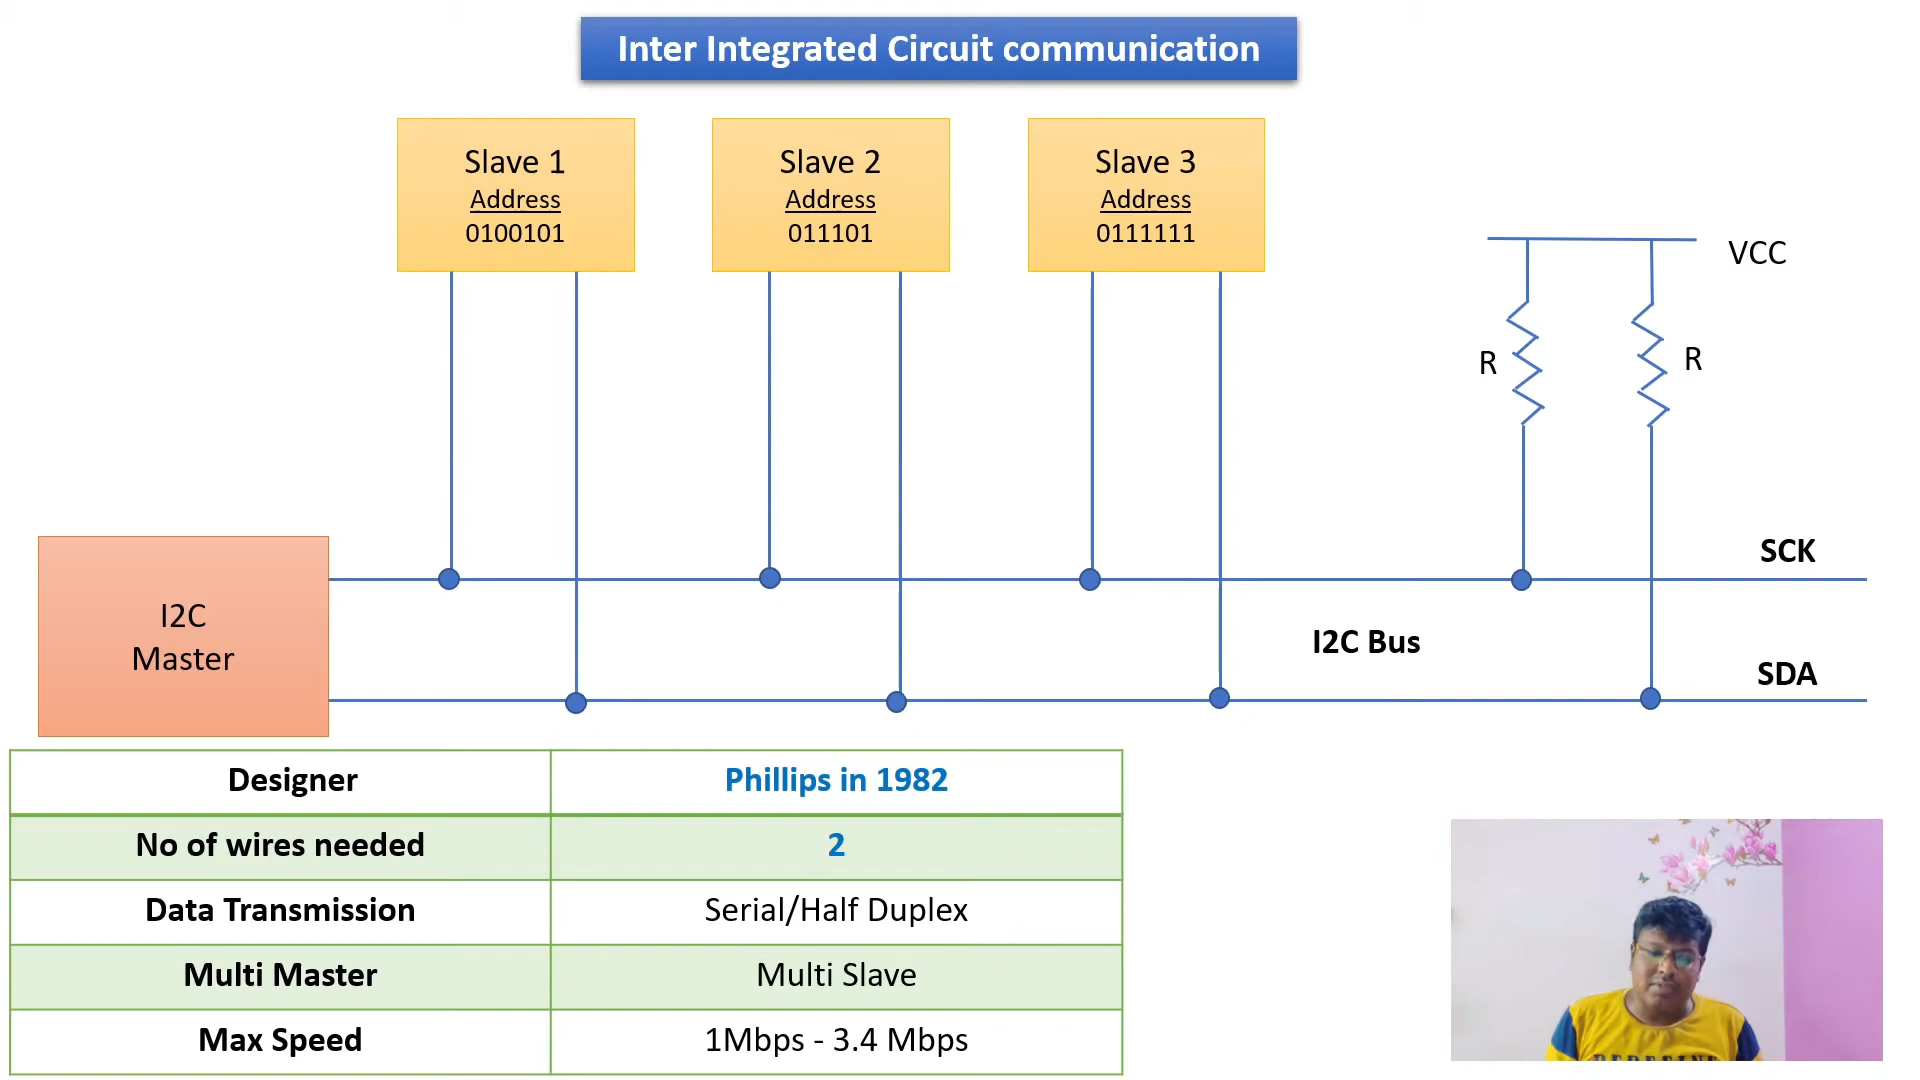 Inter Integrated Circuit communication
Slave 1
Address
0100101
Slave 2
Address
011101
Slave 3
Address
0111111
VCC
R
R
SCK
I2C
Master
I2C Bus
SDA
Designer
Phillips in 1982
No of wires needed
2
Data Transmission
Serial/Half Duplex
Multi Master
Multi Slave
Max Speed
1Mbps - 3.4 Mbps